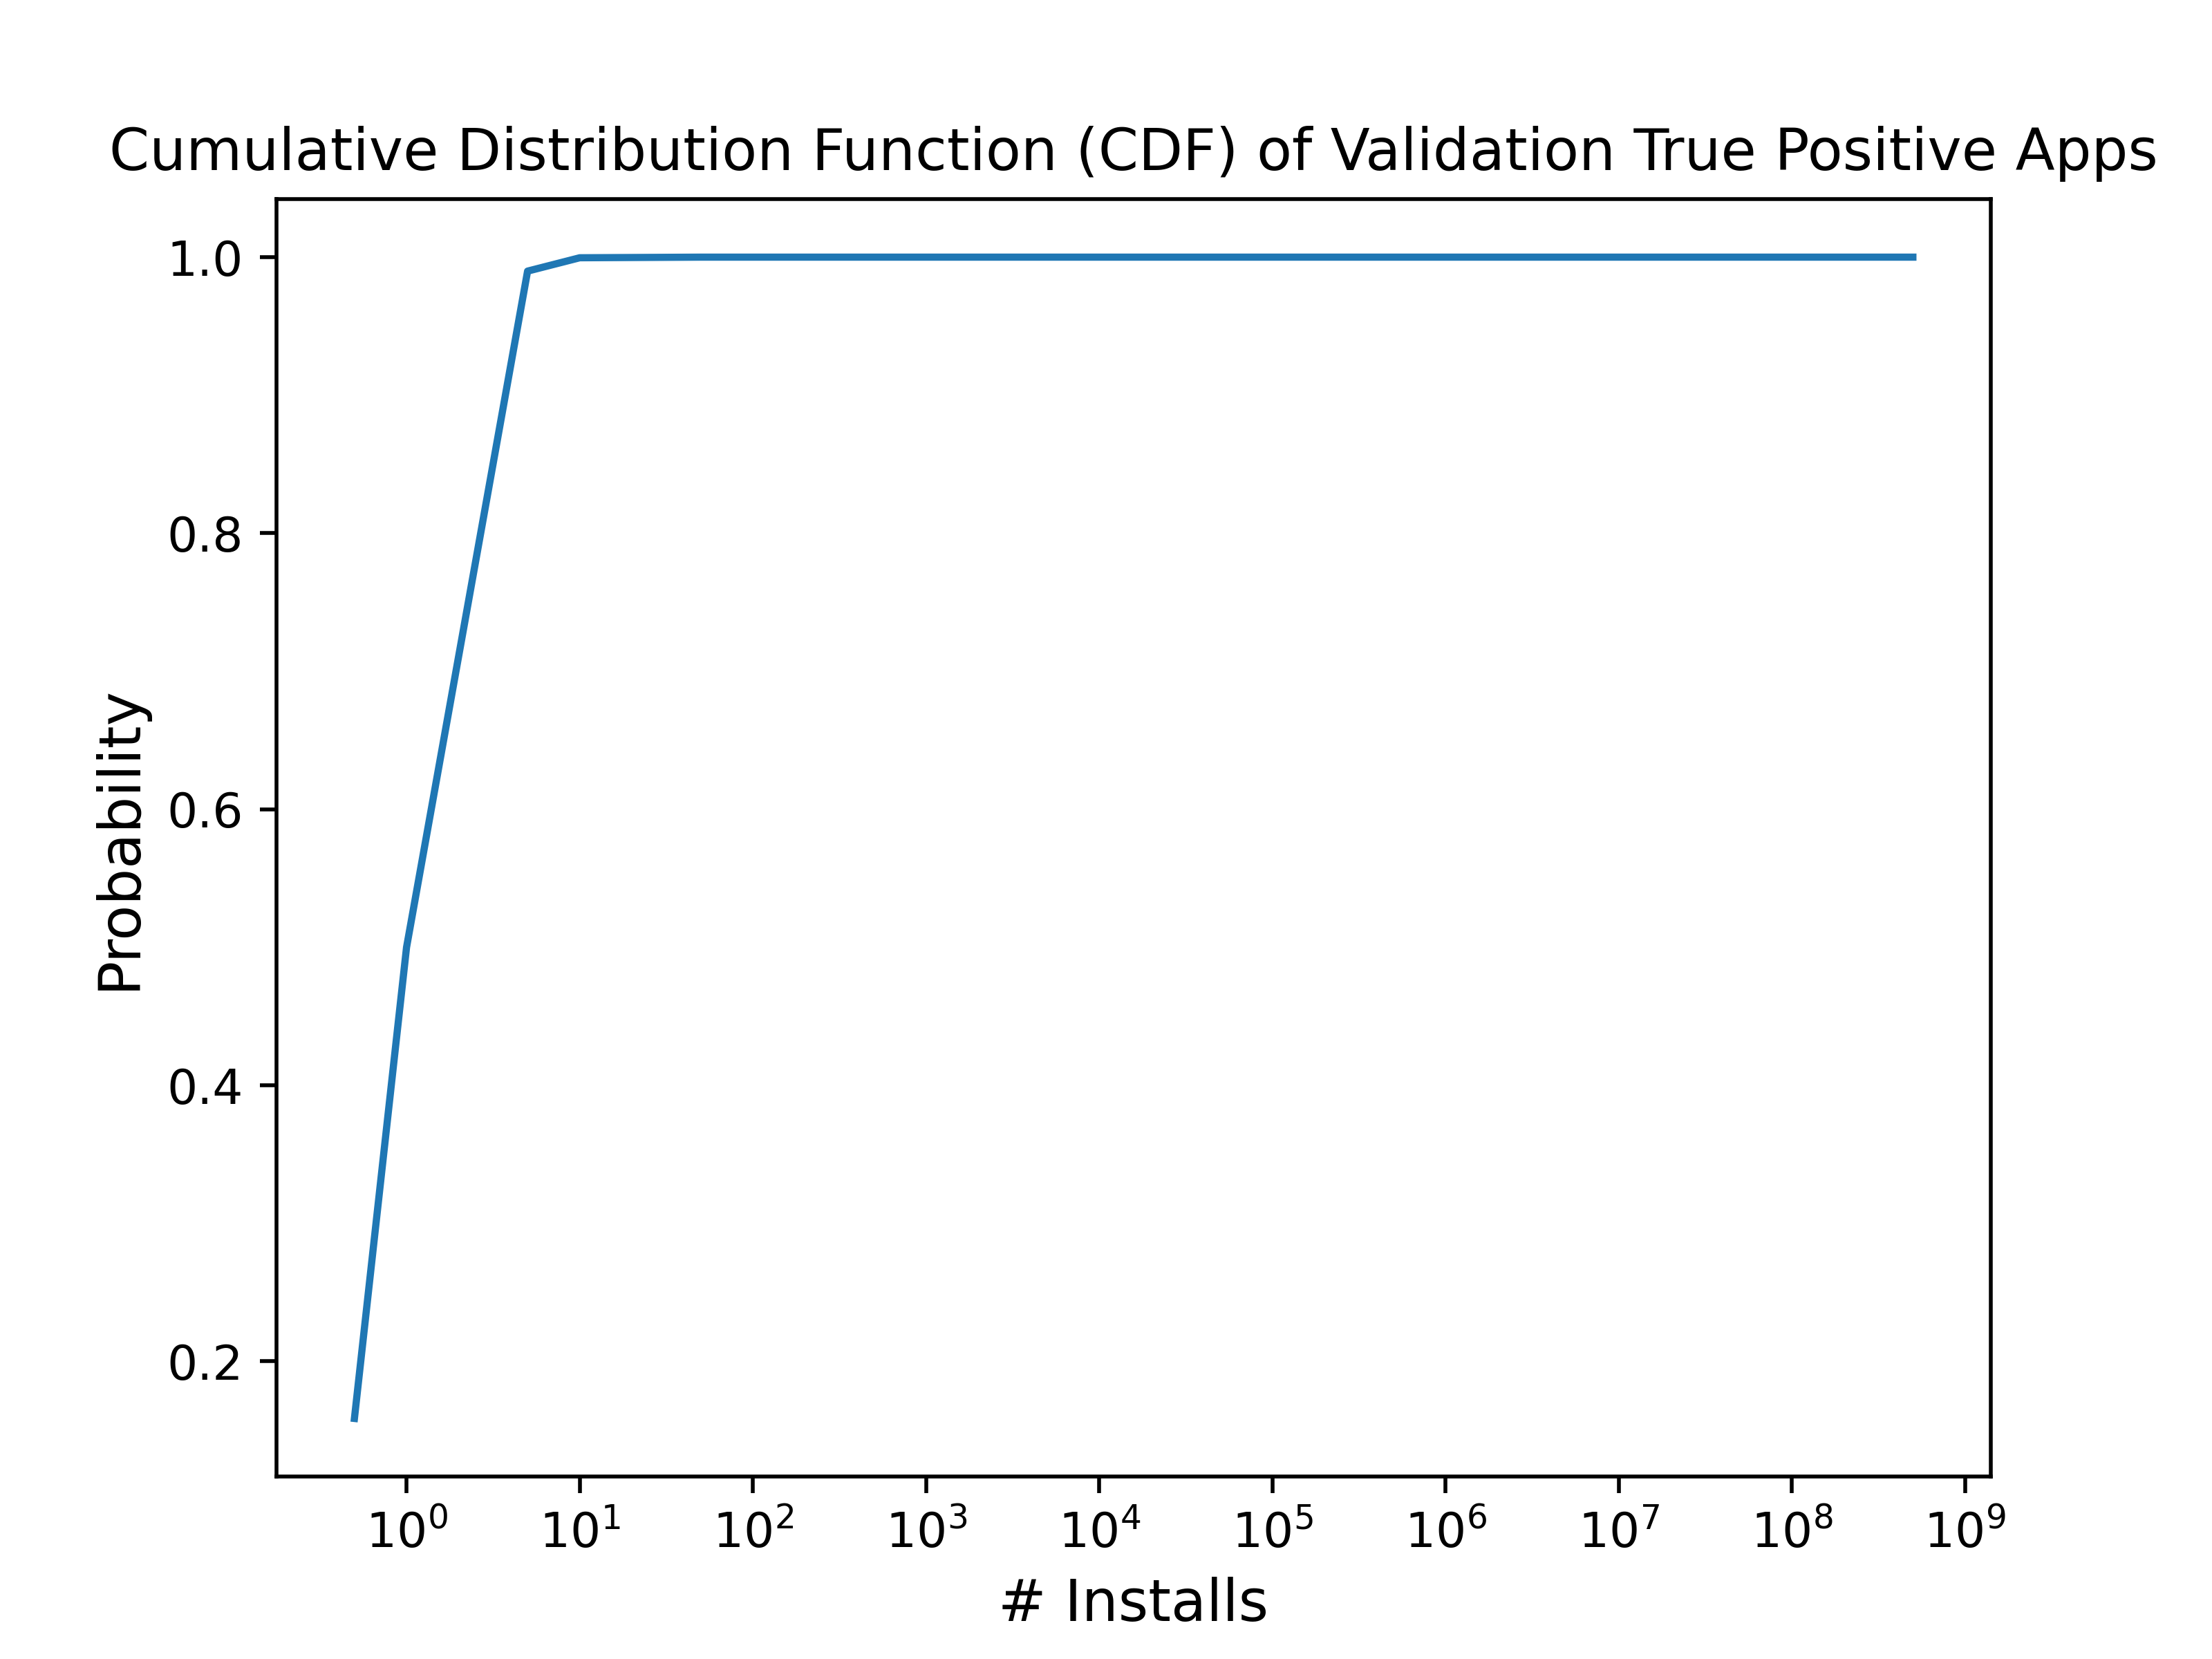 Cumulative Distribution Function (CDF) of Validation True Positive Apps
Probability
1.0
0.8
0.6
0.4
0.2
10⁰ 10¹ 10² 10³ 10⁴ 10⁵ 10⁶ 10⁷ 10⁸ 10⁹
# Installs